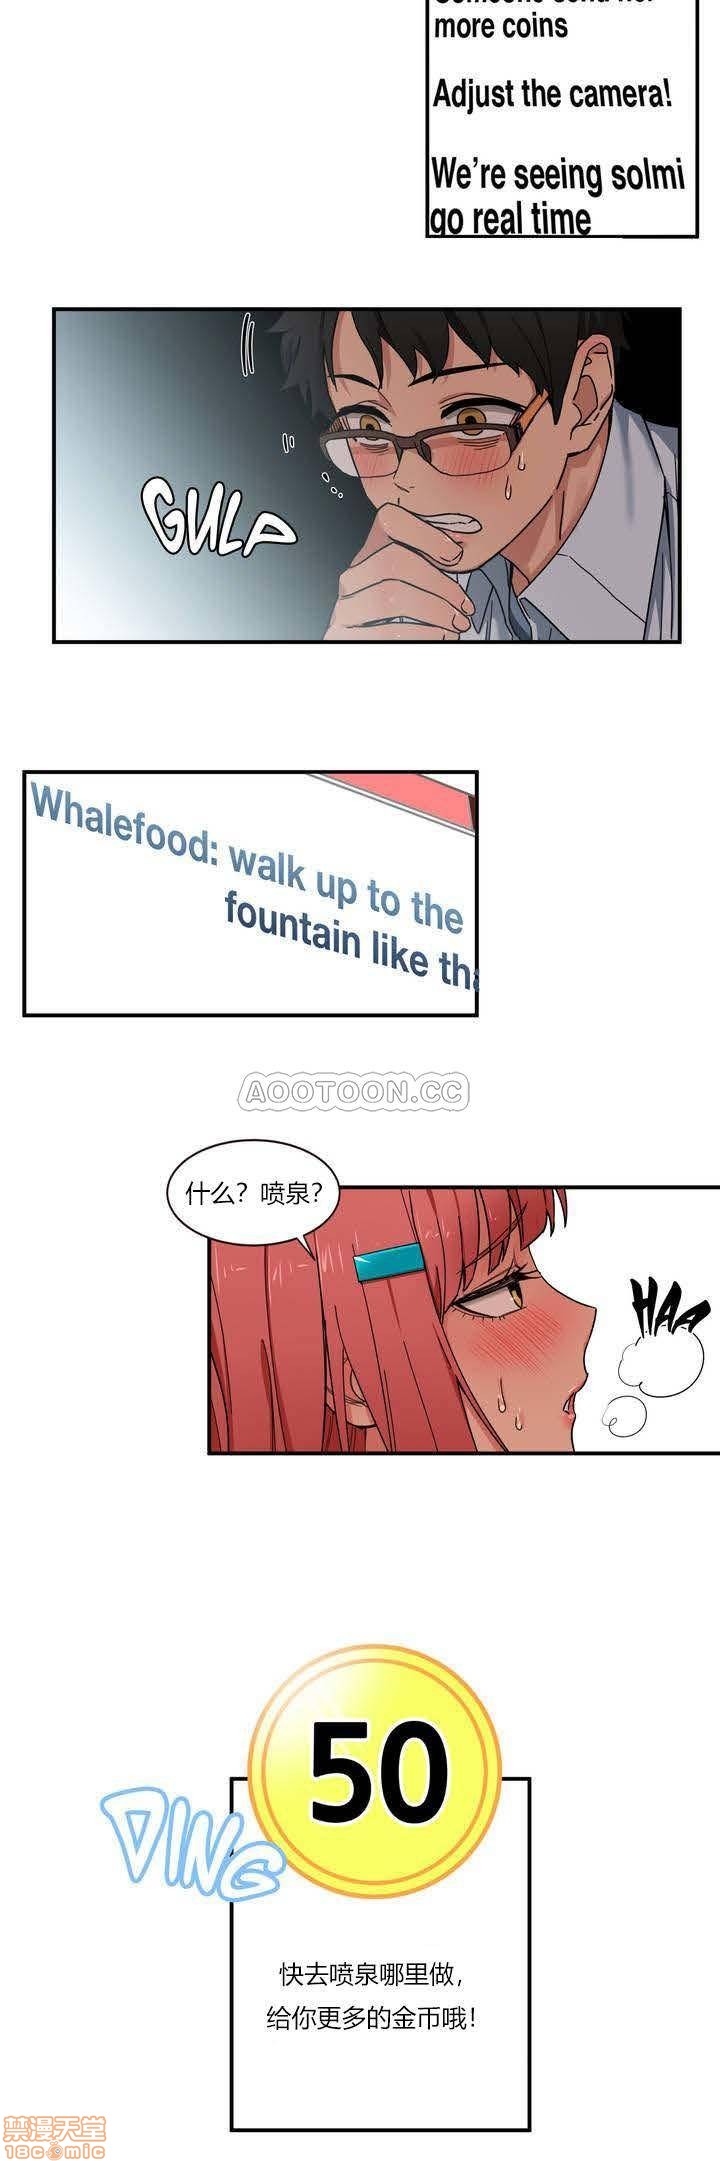 more coins
Adjust the camera!
We're seeing solmi
go real time
GULP
Whalefood: walk up to the
fountain like tha
AOOTOON.CC
什么？喷泉？
HAA
50
DING
快去喷泉哪里做，
给你更多的金币哦！
禁漫天堂
18comic